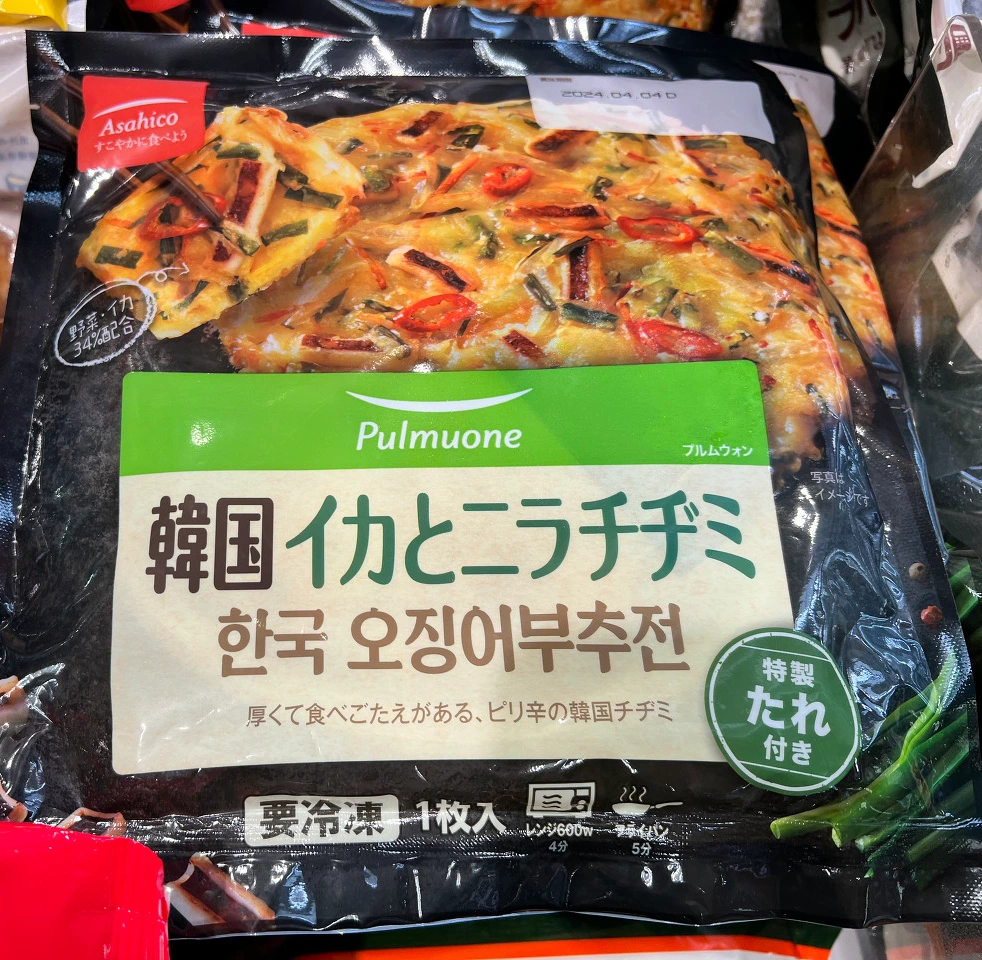 Asahico
すこやかに食べよう
2024.04.04
野菜・イカ
34%配合
Pulmuone
プルムウォン
写真は
イメージです
韓国 イカとニラチヂミ
한국 오징어부추전
厚くて食べごたえがある、ピリ辛の韓国チヂミ
特製
たれ
付き
要冷凍 1枚入
レンジ600w
4分
フライパン
5分